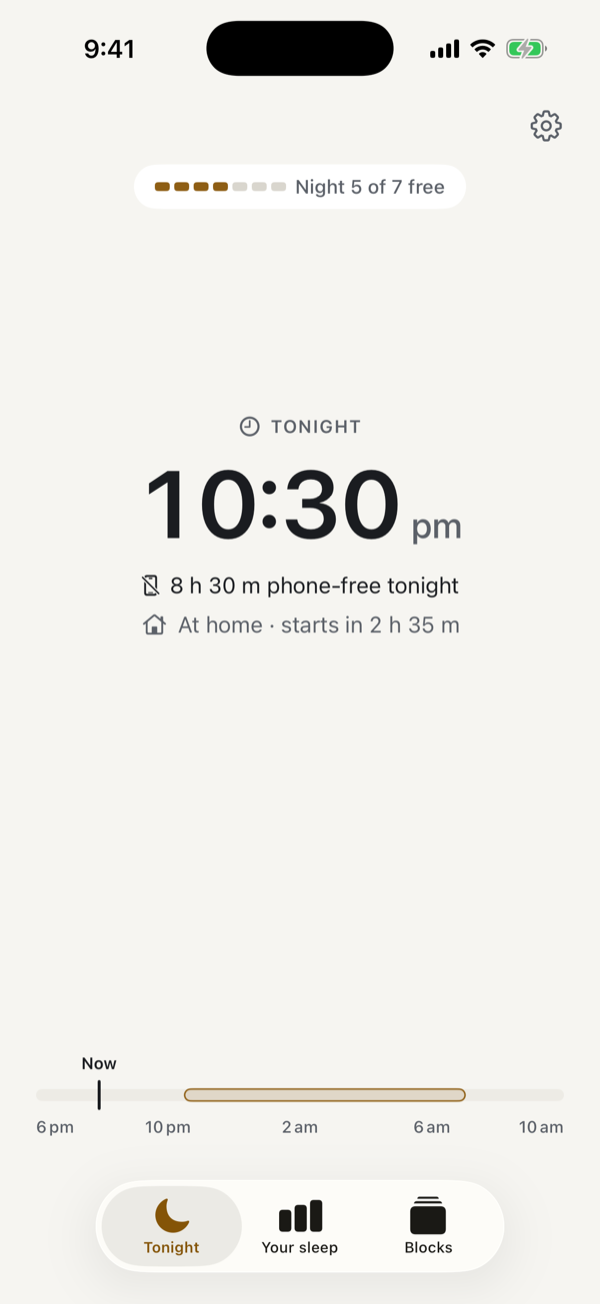 9:41
Night 5 of 7 free
TONIGHT
10:30 pm
8 h 30 m phone-free tonight
At home · starts in 2 h 35 m
Now
6 pm 10 pm 2 am 6 am 10 am
Tonight Your sleep Blocks